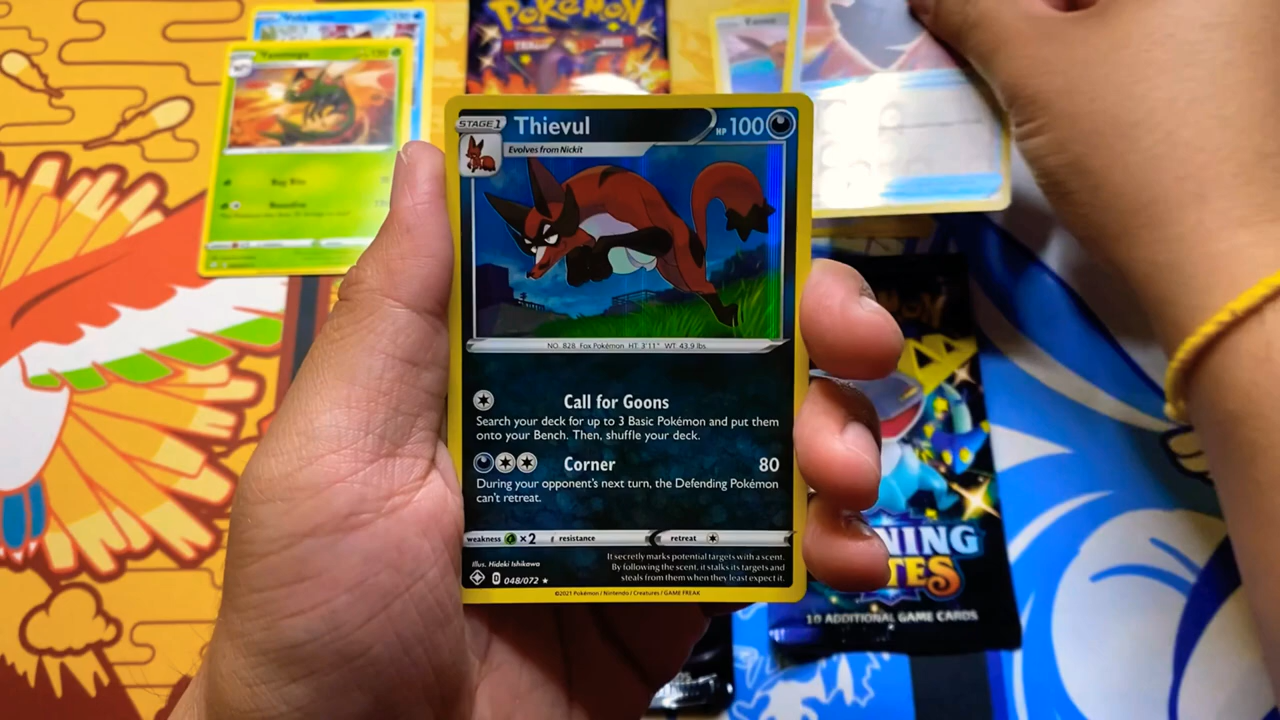 POKÉMON
Yanmega
Bug Bite
STAGE 1
Thievul
HP 100
Evolves from Nickit
NO. 828 Fox Pokémon HT: 3'11" WT: 43.9 lbs.
Call for Goons
Search your deck for up to 3 Basic Pokémon and put them
onto your Bench. Then, shuffle your deck.
Corner 80
During your opponent's next turn, the Defending Pokémon
can't retreat.
weakness ×2 resistance retreat
Illus. Hideki Ishikawa
048/072 ★
It secretly marks potential targets with a scent.
By following the scent, it stalks its targets and
steals from them when they least expect it.
©2021 Pokémon / Nintendo / Creatures / GAME FREAK
NING
TES
10 ADDITIONAL GAME CARDS